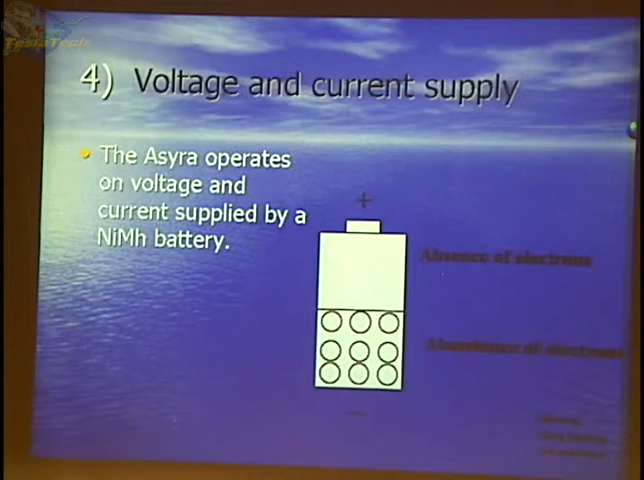 TeslaTech
4) Voltage and current supply
The Asyra operates
on voltage and
current supplied by a
NiMh battery.
+
Absence of electrons
Abundance of electrons
—